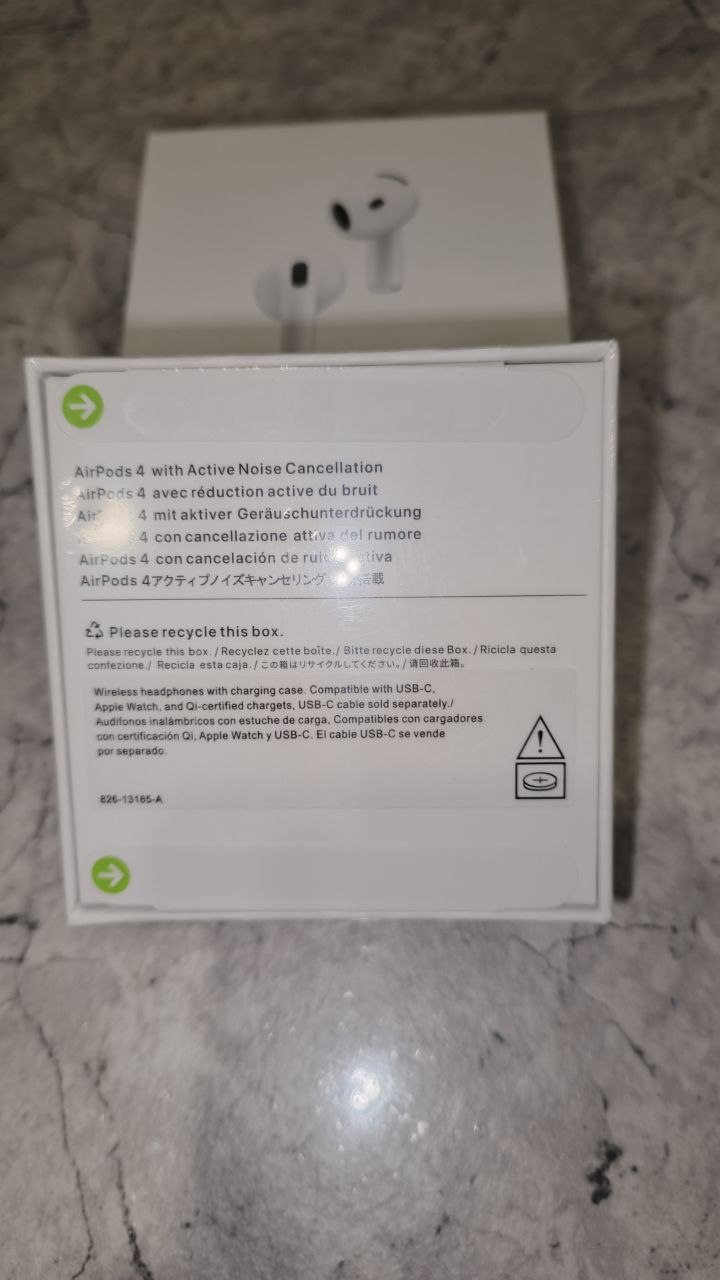 AirPods 4 with Active Noise Cancellation
AirPods 4 avec réduction active du bruit
4 mit aktiver Geräuschunterdrückung
4 con cancellazione attiva del rumore
AirPods 4 con cancelación de
AirPods 4アクティブノイズキャンセリング搭載
Please recycle this box.
Please recycle this box. / Recyclez cette boîte./ Bitte recycle diese Box. / Ricicla questa
confezione./ Recicla esta caja. / この箱はリサイクルしてください。/ 请回收此箱。
Wireless headphones with charging case. Compatible with USB-C,
Apple Watch, and Qi-certified chargets, USB-C cable sold separately./
Audífonos inalámbricos con estuche de carga, Compatibles con cargadores
con certificación Qi, Apple Watch y USB-C. El cable USB-C se vende
por separado.
826-13185-A